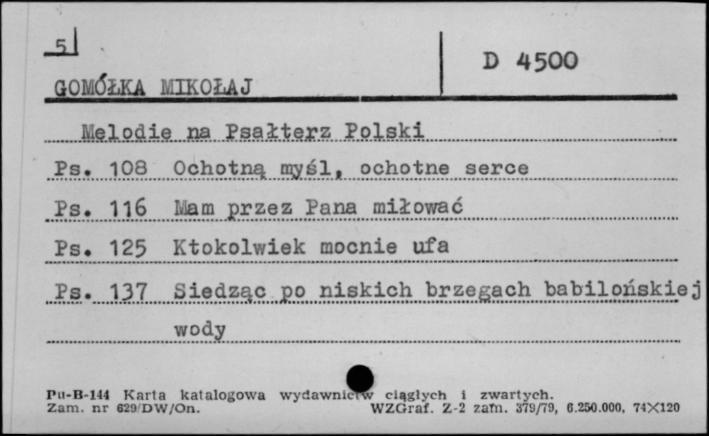 5
D 4500
GOMÓŁKA MIKOŁAJ
Melodie na Psałterz Polski
Ps. 108 Ochotną myśl, ochotne serce
Ps. 116 Mam przez Pana miłować
Ps. 125 Ktokolwiek mocnie ufa
Ps. 137 Siedząc po niskich brzegach babilońskiej
wody
Pu-B-144 Karta katalogowa wydawnictw ciągłych i zwartych.
Zam. nr 629/DW/On. WZGraf. Z-2 zam. 379/79, 6.250.000, 74×120